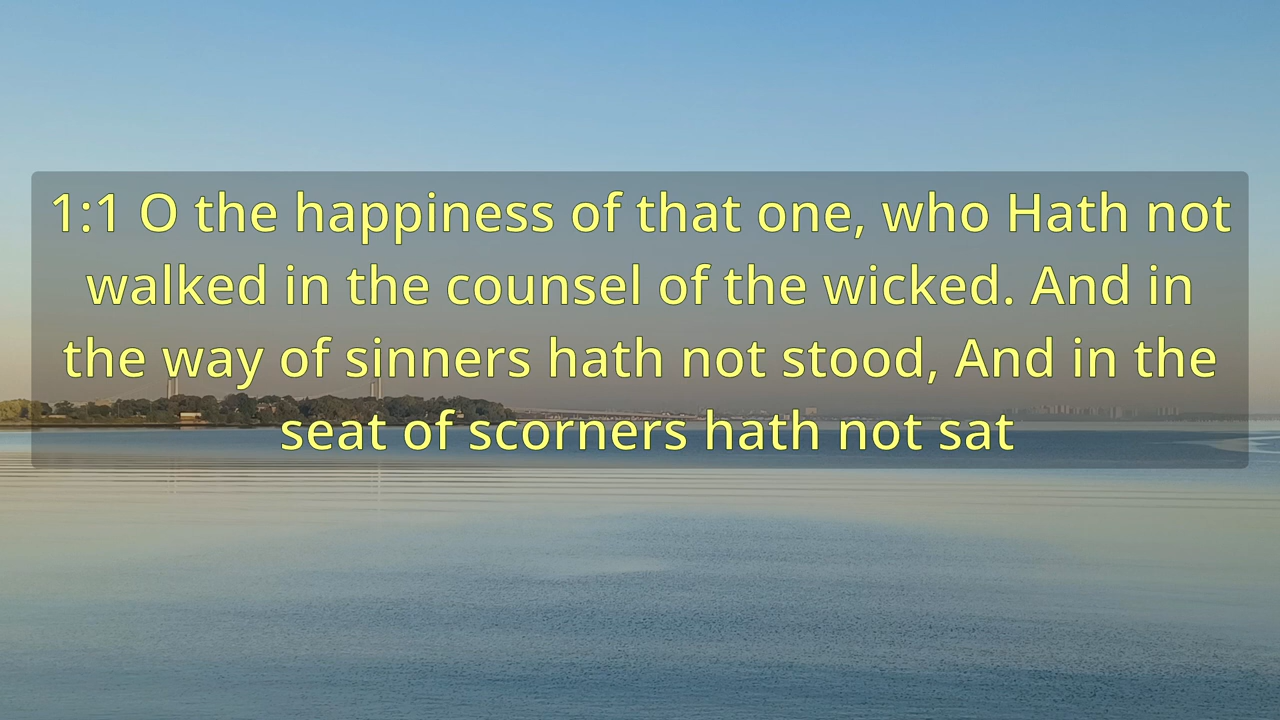 1:1 O the happiness of that one, who Hath not
walked in the counsel of the wicked. And in
the way of sinners hath not stood, And in the
seat of scorners hath not sat